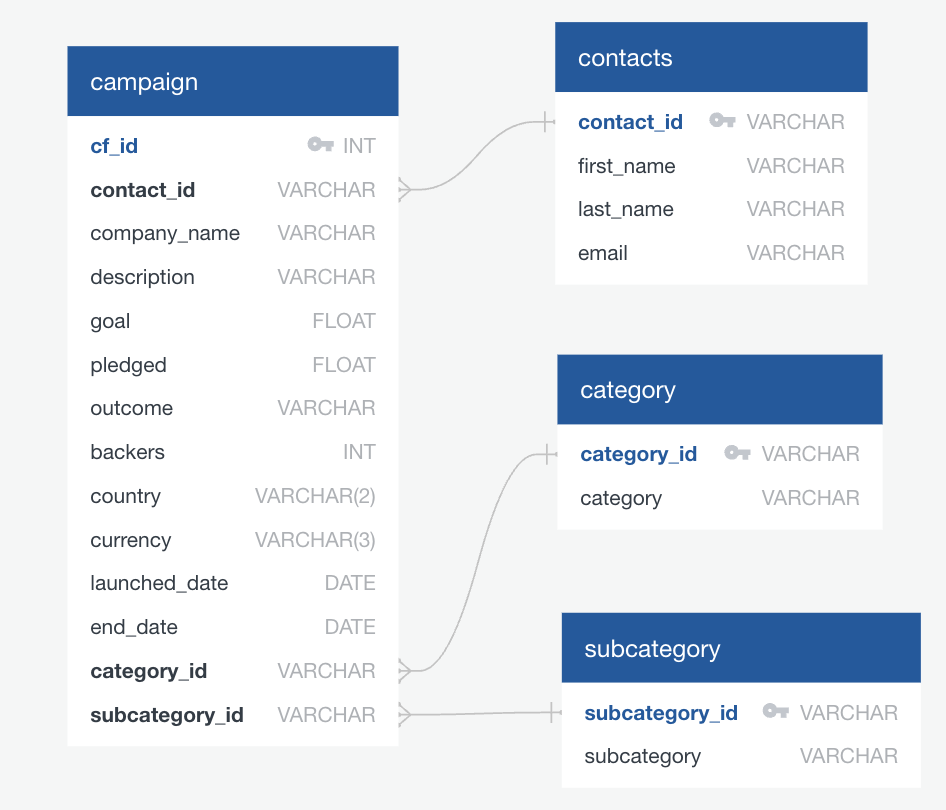 campaign
cf_id INT
contact_id VARCHAR
company_name VARCHAR
description VARCHAR
goal FLOAT
pledged FLOAT
outcome VARCHAR
backers INT
country VARCHAR(2)
currency VARCHAR(3)
launched_date DATE
end_date DATE
category_id VARCHAR
subcategory_id VARCHAR
contacts
contact_id VARCHAR
first_name VARCHAR
last_name VARCHAR
email VARCHAR
category
category_id VARCHAR
category VARCHAR
subcategory
subcategory_id VARCHAR
subcategory VARCHAR